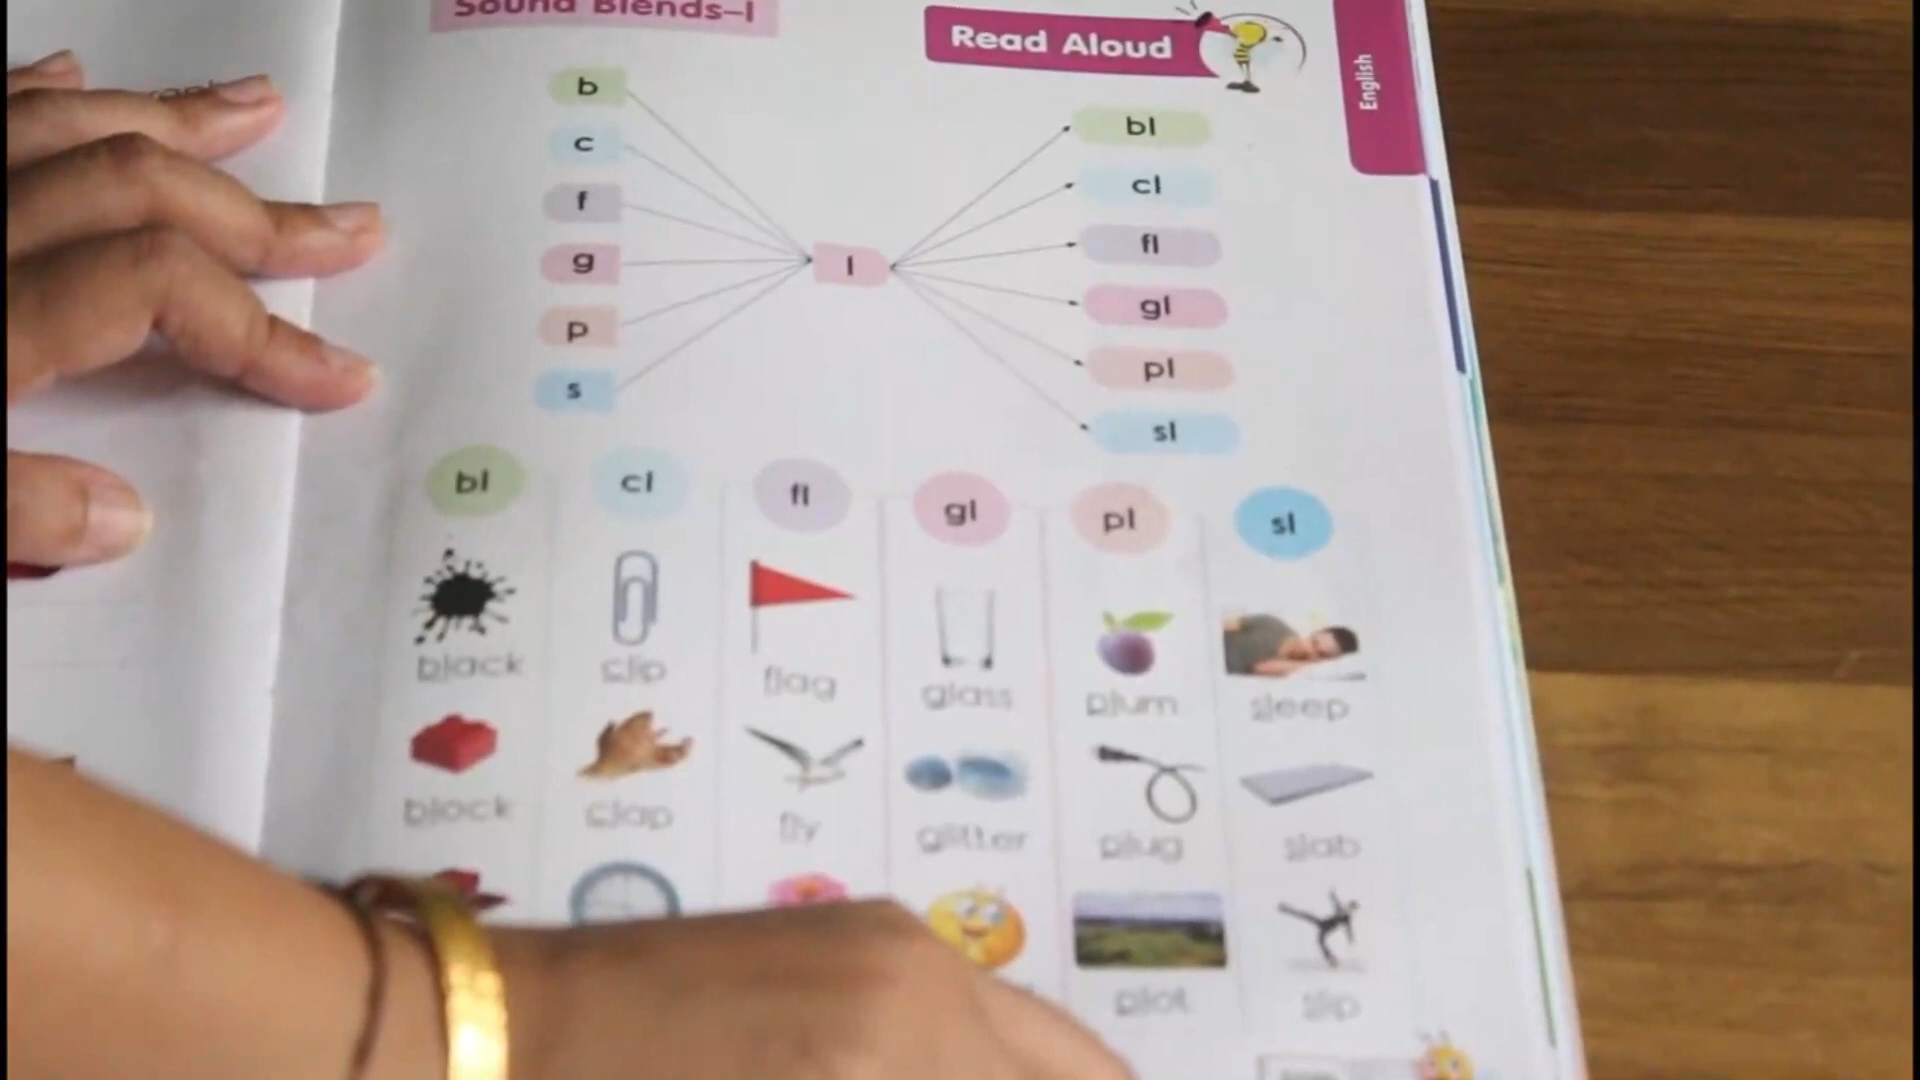 Sound Blends–l
Read Aloud
English
b
c
f
g
p
s
l
bl
cl
fl
gl
pl
sl
bl cl fl gl pl sl
black clip flag glass plum sleep
block clap fly glitter plug slab
plot slip